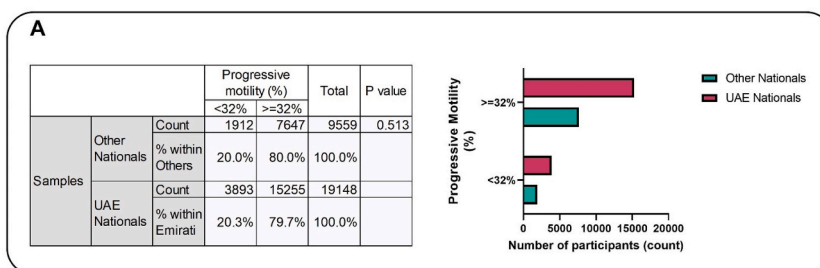 A
Progressive motility (%) Total P value
<32% >=32%
Samples Other Nationals Count 1912 7647 9559 0.513
% within Others 20.0% 80.0% 100.0%
UAE Nationals Count 3893 15255 19148
% within Emirati 20.3% 79.7% 100.0%
Progressive Motility (%)
>=32%
<32%
0 5000 10000 15000 20000
Number of participants (count)
Other Nationals
UAE Nationals